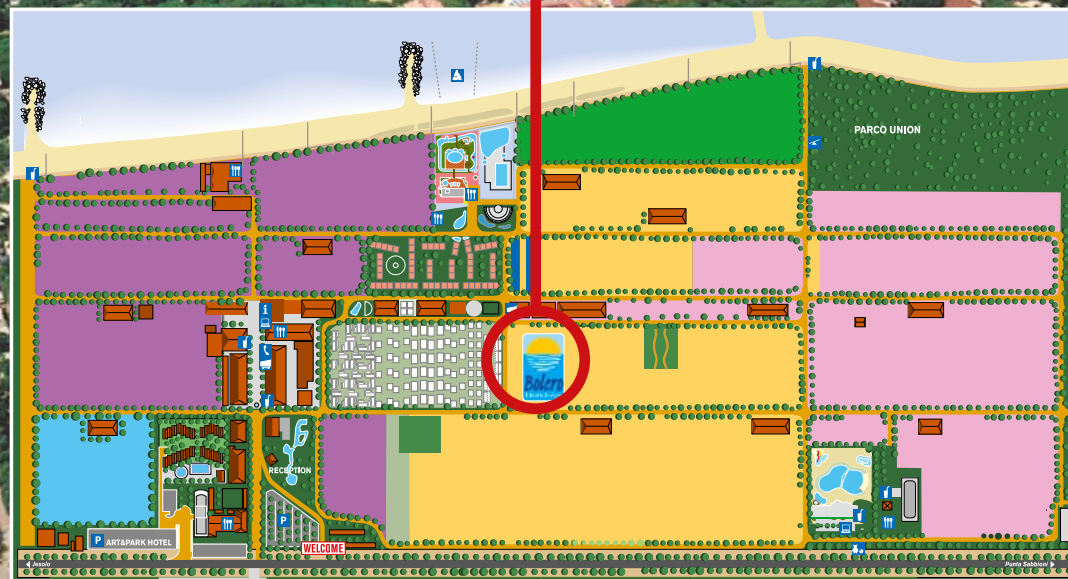 PARCO UNION
i
Bolero
RECEPTION
P
P ART&PARK HOTEL
WELCOME
Jesolo
Punta Sabbioni